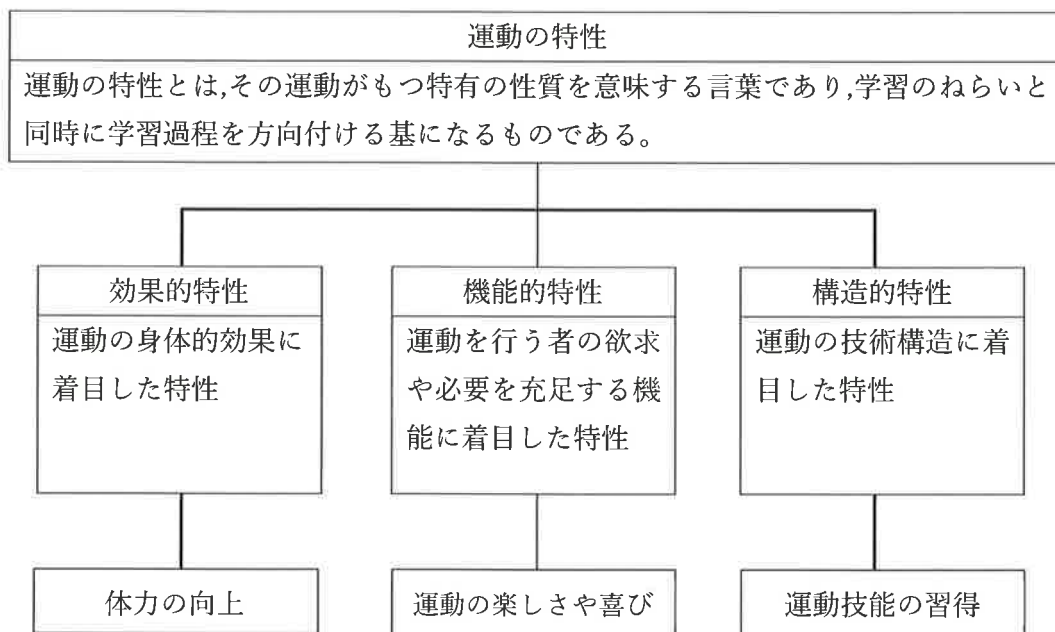 運動の特性
運動の特性とは,その運動がもつ特有の性質を意味する言葉であり,学習のねらいと
同時に学習過程を方向付ける基になるものである。
効果的特性
運動の身体的効果に
着目した特性
機能的特性
運動を行う者の欲求
や必要を充足する機
能に着目した特性
構造的特性
運動の技術構造に着
目した特性
体力の向上
運動の楽しさや喜び
運動技能の習得